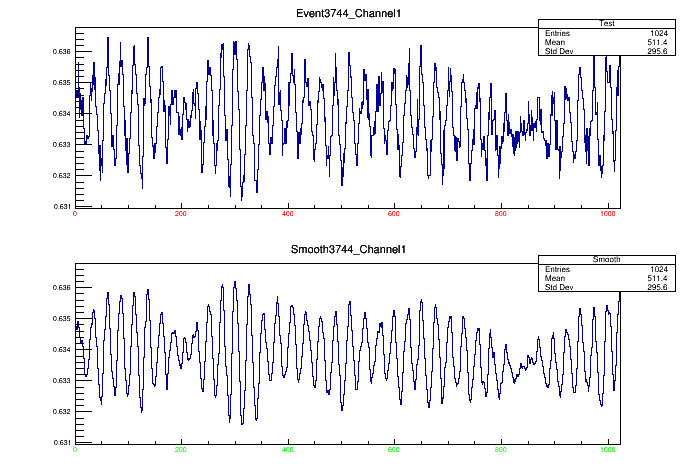 Event3744_Channel1
Test
Entries 1024
Mean 511.4
Std Dev 295.6
0.636
0.635
0.634
0.633
0.632
0.631
0 200 400 600 800 1000
Smooth3744_Channel1
Smooth
Entries 1024
Mean 511.4
Std Dev 295.6
0.636
0.635
0.634
0.633
0.632
0.631
0 200 400 600 800 1000